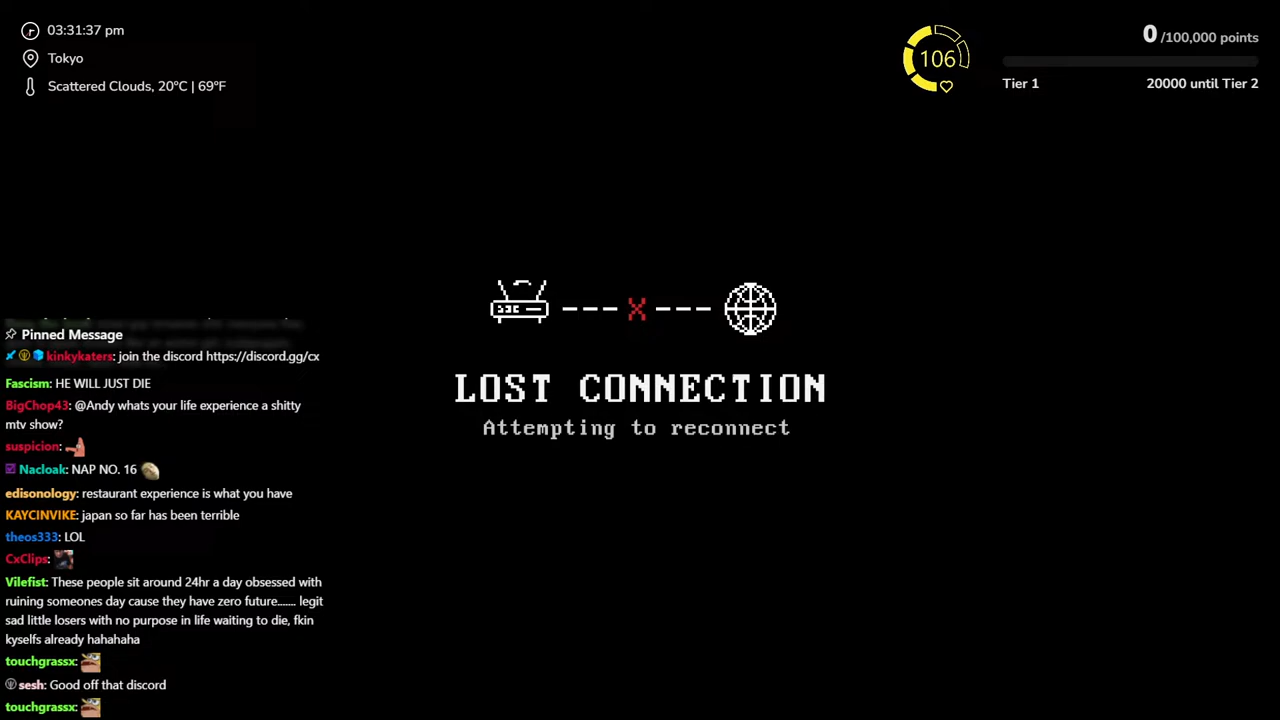 03:31:37 pm
Tokyo
Scattered Clouds, 20°C | 69°F
106
0 /100,000 points
Tier 1
20000 until Tier 2
LOST CONNECTION
Attempting to reconnect
Pinned Message
kinkykaters: join the discord https://discord.gg/cx
Fascism: HE WILL JUST DIE
BigChop43: @Andy whats your life experience a shitty
mtv show?
suspicion:
Nacloak: NAP NO. 16
edisonology: restaurant experience is what you have
KAYCINVIKE: japan so far has been terrible
theos333: LOL
CxClips:
Vilefist: These people sit around 24hr a day obsessed with
ruining someones day cause they have zero future....... legit
sad little losers with no purpose in life waiting to die, fkin
kyselfs already hahahaha
touchgrassx:
sesh: Good off that discord
touchgrassx: